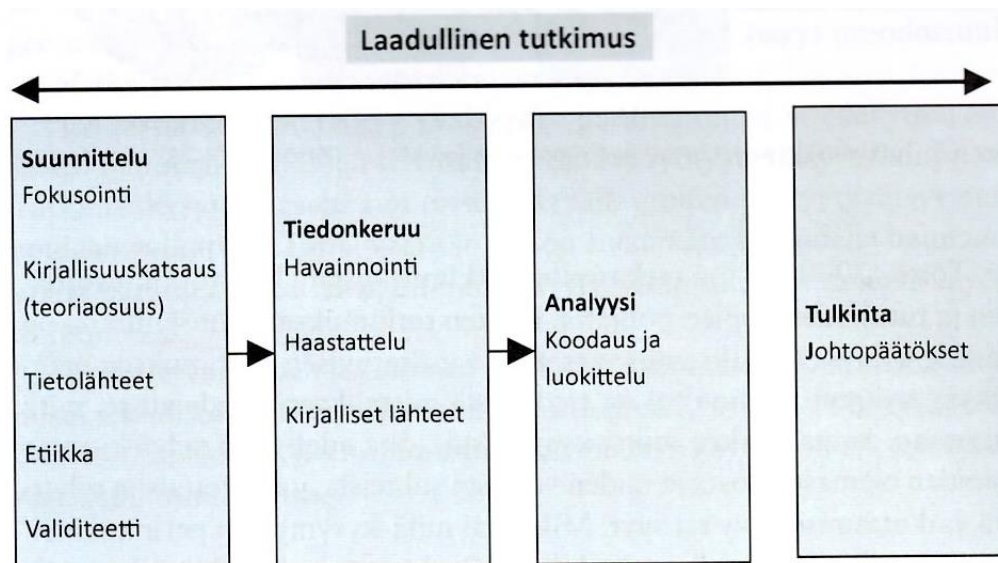 Laadullinen tutkimus
Suunnittelu
Fokusointi
Kirjallisuuskatsaus
(teoriaosuus)
Tietolähteet
Etiikka
Validiteetti
Tiedonkeruu
Havainnointi
Haastattelu
Kirjalliset lähteet
Analyysi
Koodaus ja
luokittelu
Tulkinta
Johtopäätökset